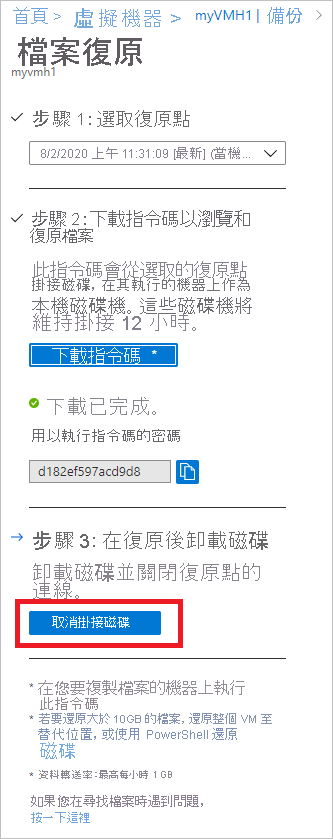 首頁 > 虛擬機器 > myVMH1 | 備份 >
檔案復原
myvmh1
步驟 1: 選取復原點
8/2/2020 上午 11:31:09 [最新] (當機...
步驟 2:下載指令碼以瀏覽和
復原檔案
此指令碼會從選取的復原點
掛接磁碟, 在其執行的機器上作為
本機磁碟機。這些磁碟機將
維持掛接 12 小時。
下載指令碼 *
下載已完成。
用以執行指令碼的密碼
d182ef597acd9d8
步驟 3: 在復原後卸載磁碟
卸載磁碟並關閉復原點的
連線。
取消掛接磁碟
* 在您要複製檔案的機器上執行
此指令碼
* 若要還原大於 10GB 的檔案, 還原整個 VM 至
替代位置, 或使用 PowerShell 還原
磁碟
* 資料轉送率:最高每小時 1 GB
如果您在尋找檔案時遇到問題,
按一下這裡